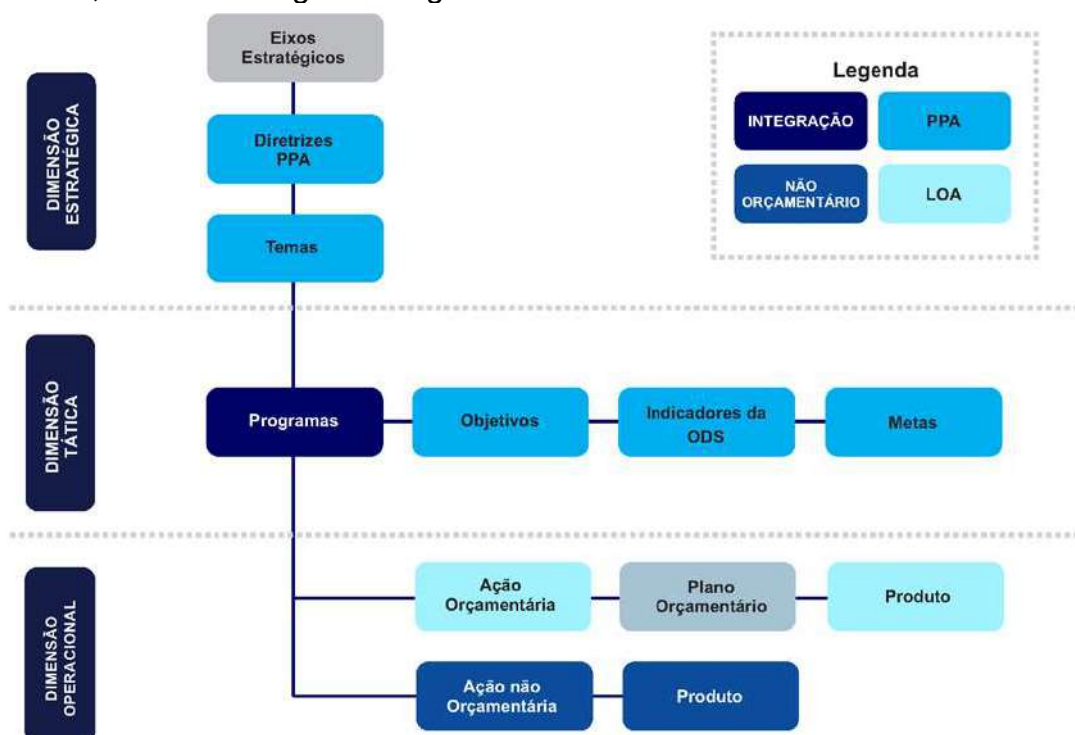 Eixos
Estratégicos
Legenda
INTEGRAÇÃO
PPA
NÃO
ORÇAMENTÁRIO
LOA
DIMENSÃO
ESTRATÉGICA
Diretrizes
PPA
Temas
DIMENSÃO
TÁTICA
Programas
Objetivos
Indicadores da
ODS
Metas
DIMENSÃO
OPERACIONAL
Ação
Orçamentária
Plano
Orçamentário
Produto
Ação não
Orçamentária
Produto